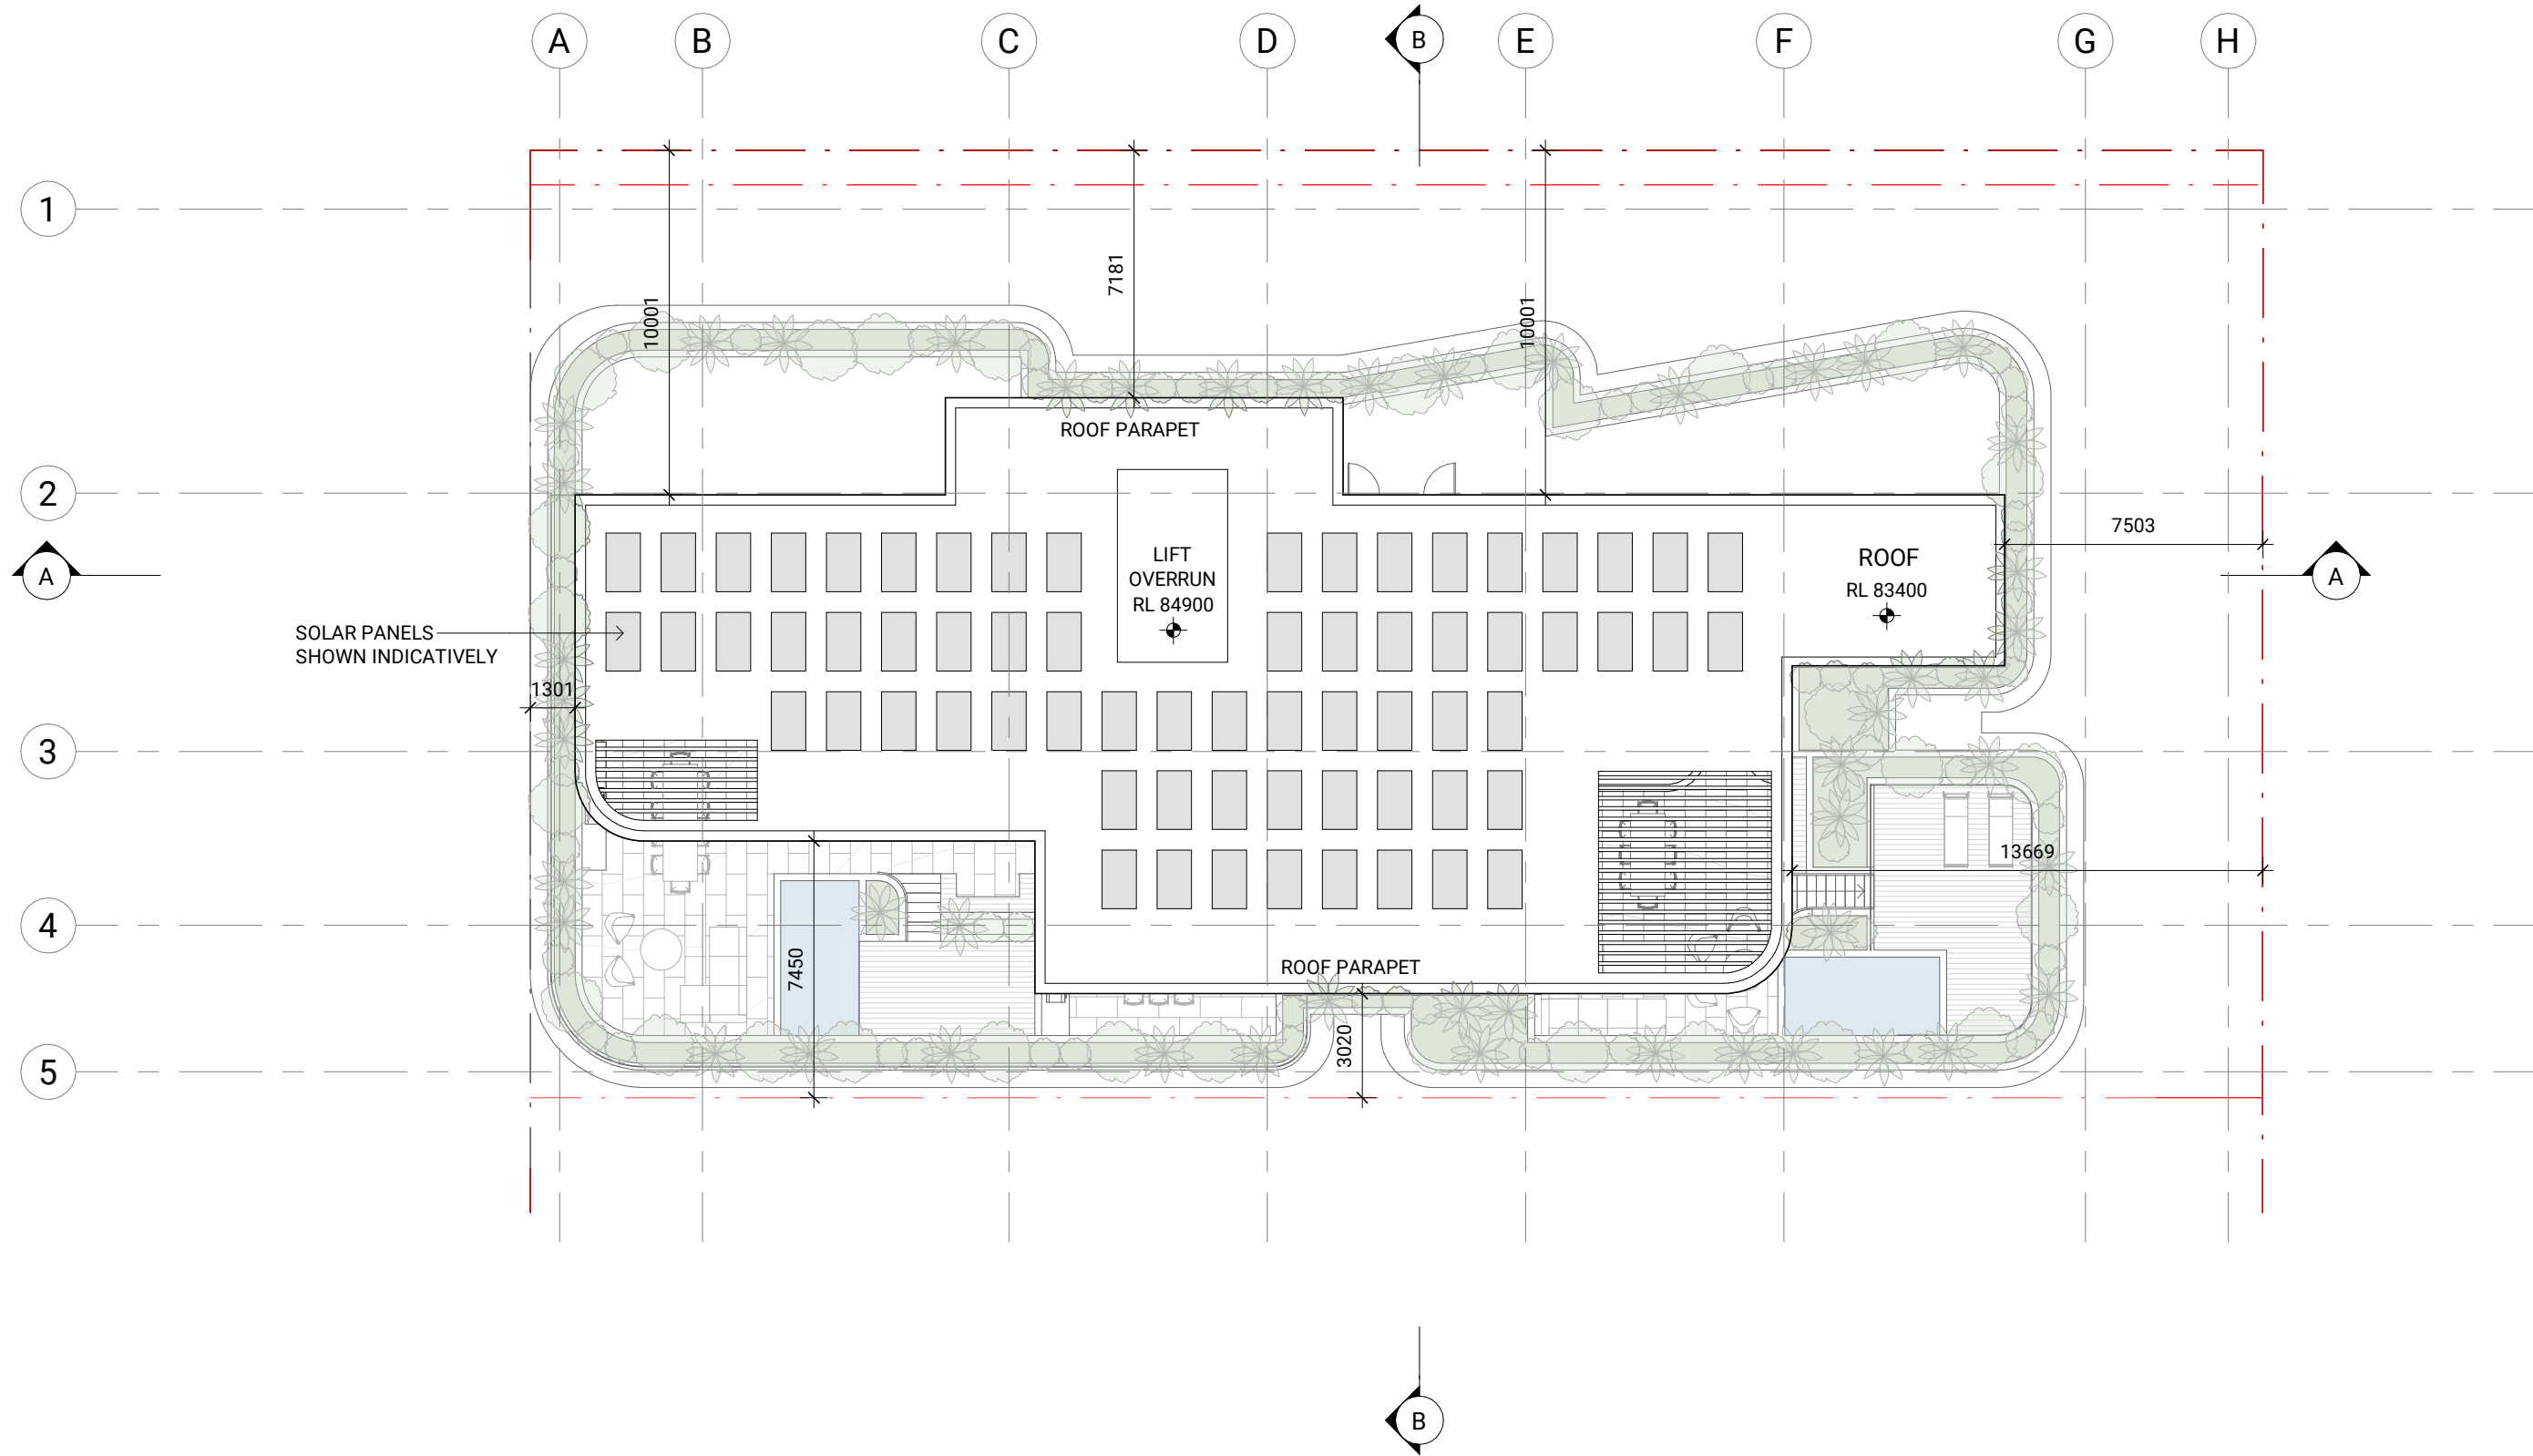 A
B
C
D
B
E
F
G
H
1
7181
10001
10001
ROOF PARAPET
2
7503
LIFT
OVERRUN
RL 84900
ROOF
RL 83400
A
A
SOLAR PANELS
SHOWN INDICATIVELY
1301
3
13669
4
7450
ROOF PARAPET
3020
5
B